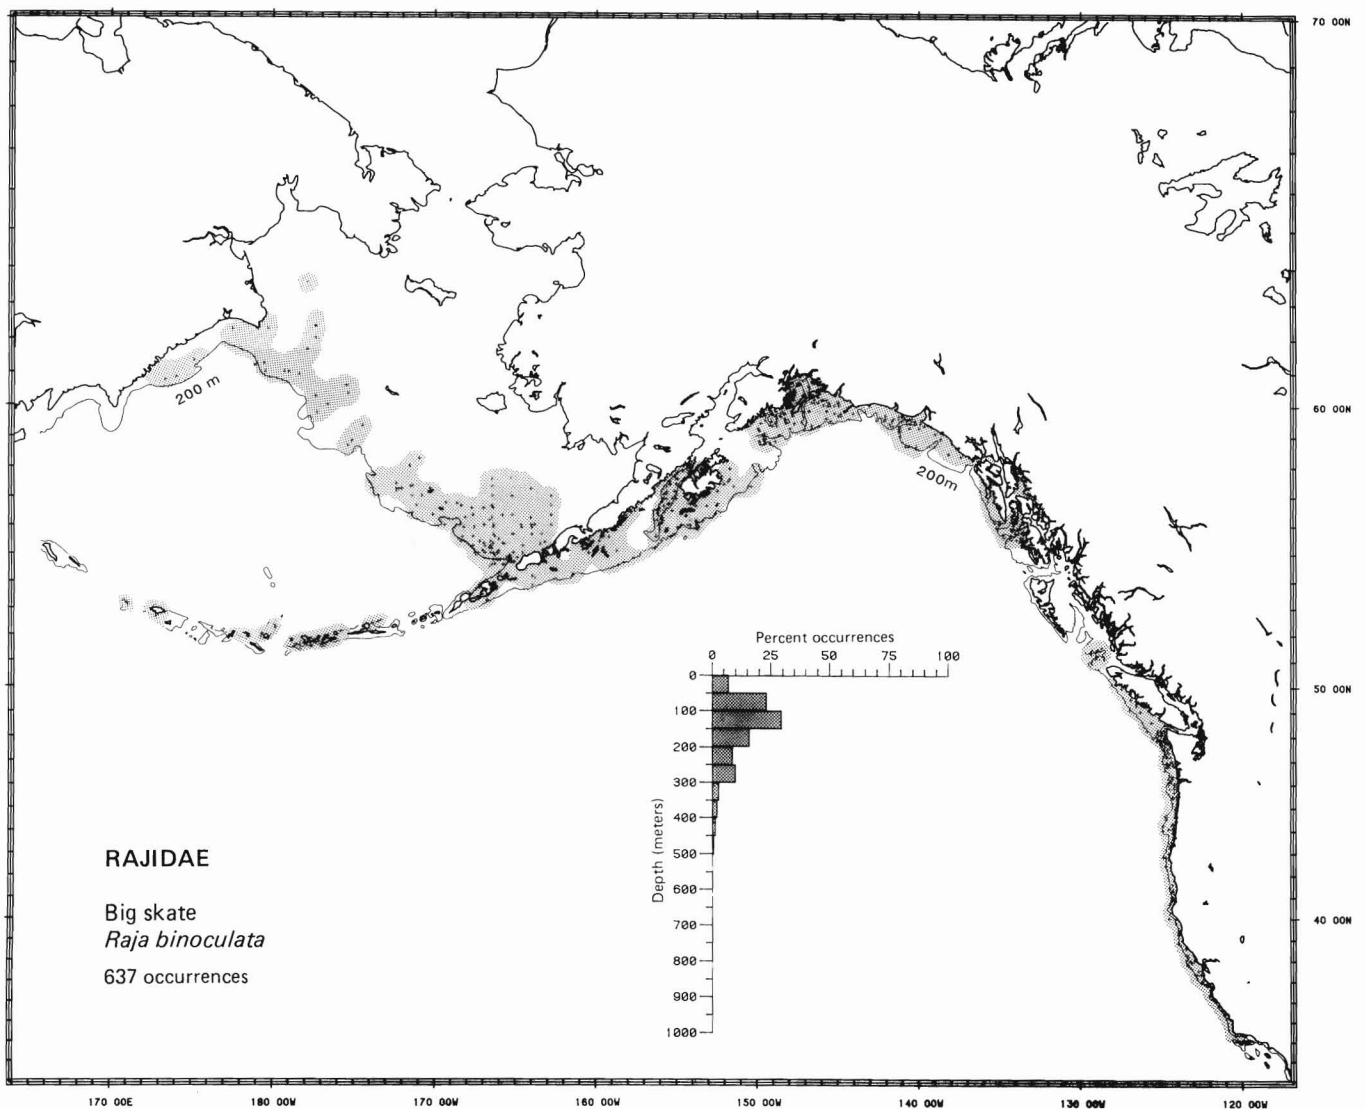 70 00N
200 m
60 00N
200m
Percent occurrences
0 25 50 75 100
0
100
200
300
400
500
600
700
800
900
1000
Depth (meters)
50 00N
40 00N
RAJIDAE
Big skate
Raja binoculata
637 occurrences
170 00E 180 00W 170 00W 160 00W 150 00W 140 00W 130 00W 120 00W